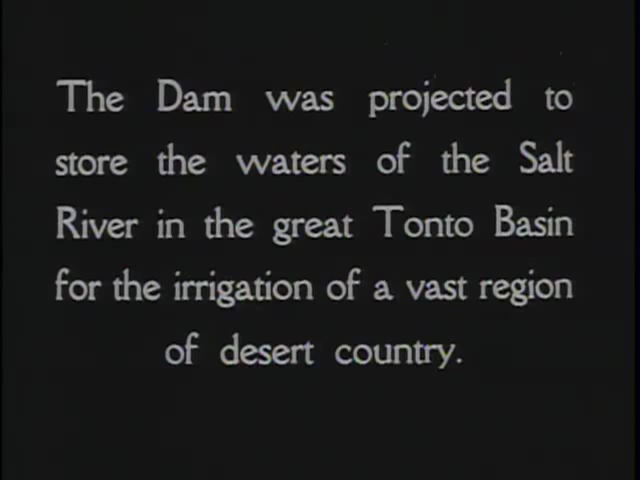 The Dam was projected to
store the waters of the Salt
River in the great Tonto Basin
for the irrigation of a vast region
of desert country.